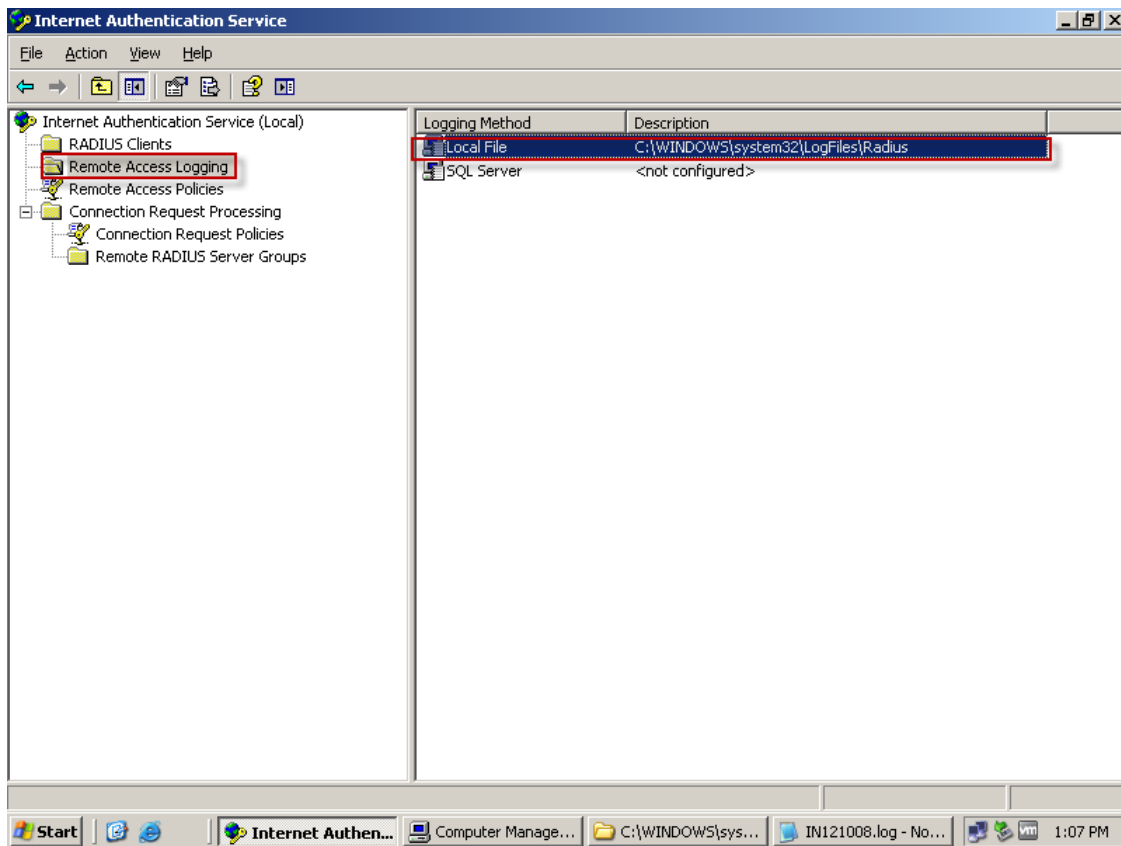 Internet Authentication Service
File Action View Help
Internet Authentication Service (Local)
RADIUS Clients
Remote Access Logging
Remote Access Policies
Connection Request Processing
Connection Request Policies
Remote RADIUS Server Groups
Logging Method Description
Local File C:\WINDOWS\system32\LogFiles\Radius
SQL Server <not configured>
Start Internet Authen... Computer Manage... C:\WINDOWS\sys... IN121008.log - No... vm 1:07 PM